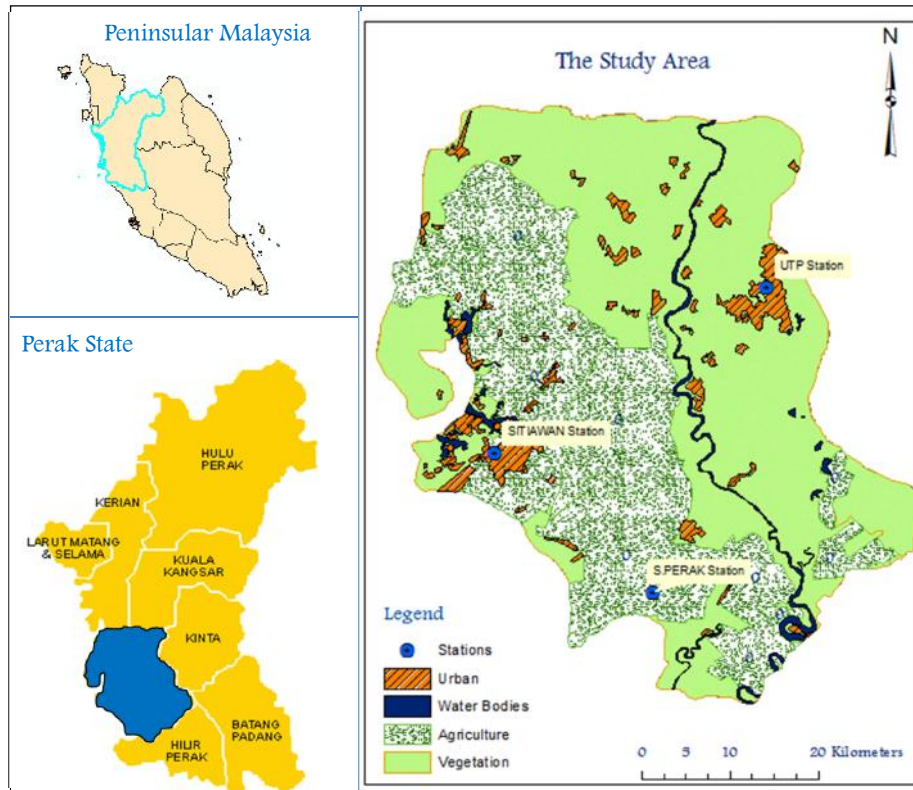 Peninsular Malaysia
Perak State
HULU
PERAK
KERIAN
LARUT MATANG
& SELAMA
KUALA
KANGSAR
KINTA
BATANG
PADANG
HILIR
PERAK
The Study Area
N
UTP Station
SITIAWAN Station
S.PERAK Station
Legend
Stations
Urban
Water Bodies
Agriculture
Vegetation
0 5 10 20 Kilometers